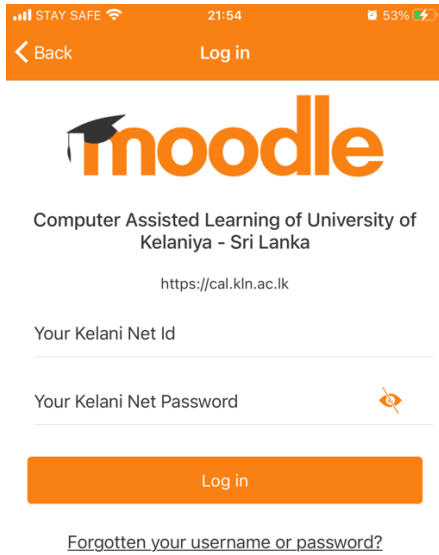 STAY SAFE 21:54 53%
Back Log in
moodle
Computer Assisted Learning of University of
Kelaniya - Sri Lanka
https://cal.kln.ac.lk
Your Kelani Net Id
Your Kelani Net Password
Log in
Forgotten your username or password?